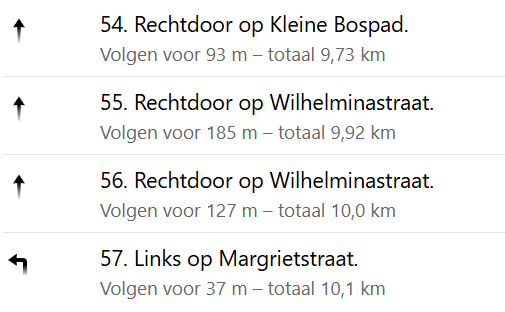 54. Rechtdoor op Kleine Bospad.
Volgen voor 93 m – totaal 9,73 km
55. Rechtdoor op Wilhelminastraat.
Volgen voor 185 m – totaal 9,92 km
56. Rechtdoor op Wilhelminastraat.
Volgen voor 127 m – totaal 10,0 km
57. Links op Margrietstraat.
Volgen voor 37 m – totaal 10,1 km